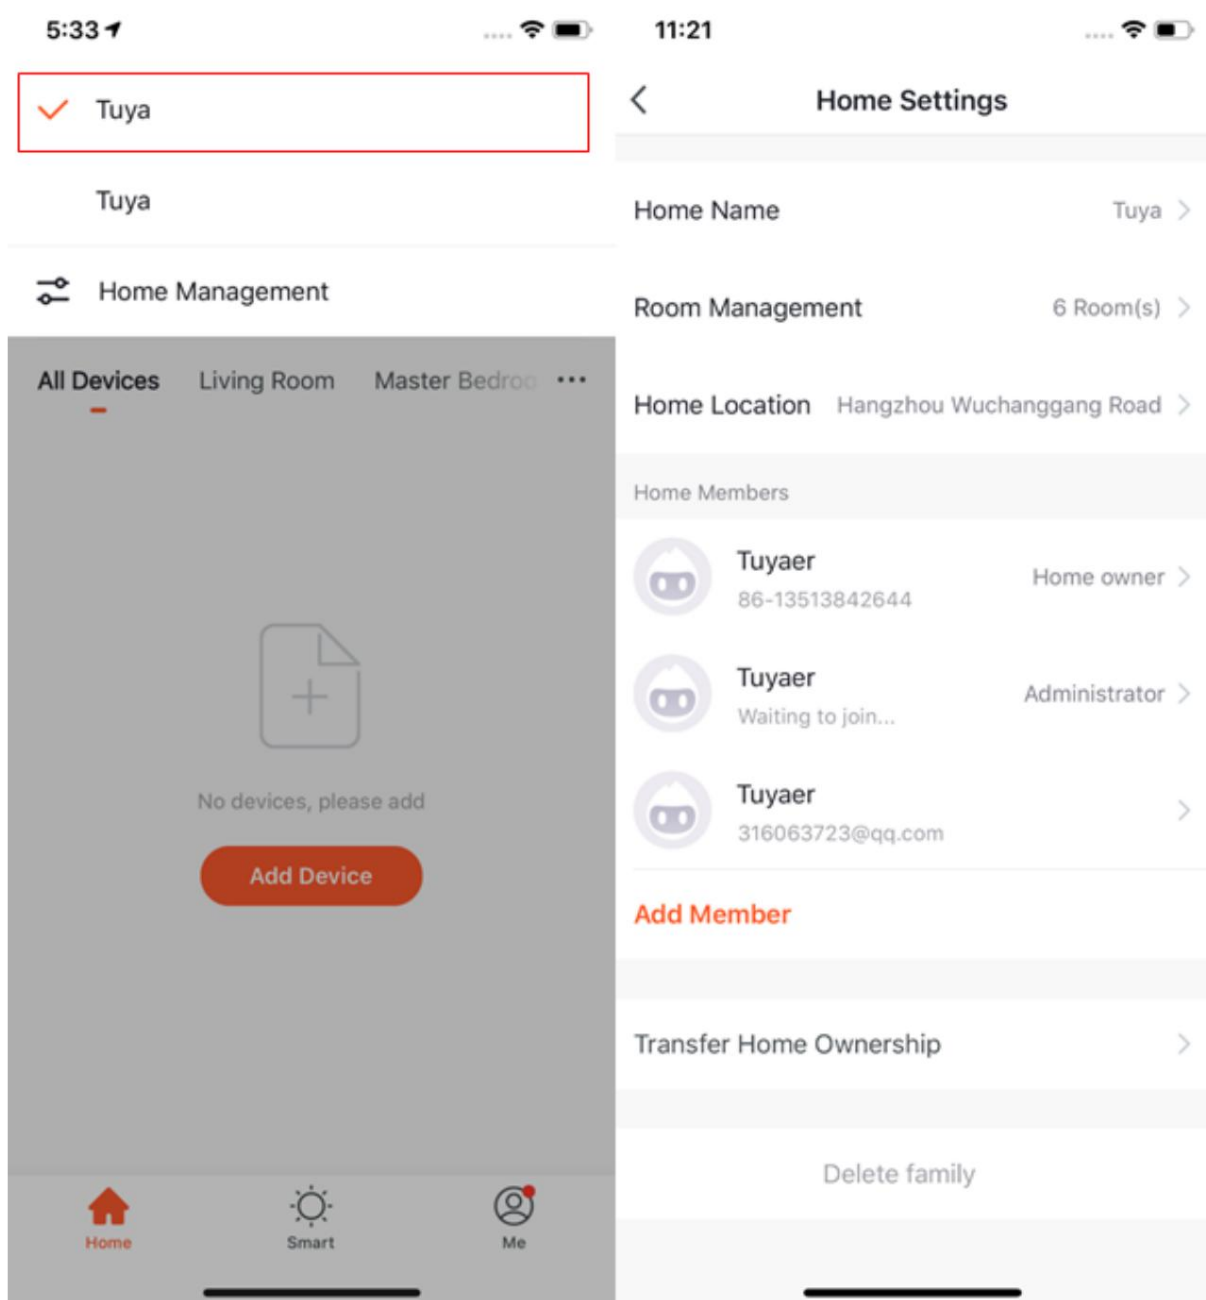 5:33
Tuya
Tuya
Home Management
All Devices Living Room Master Bedroo ...
No devices, please add
Add Device
Home Smart Me
11:21
Home Settings
Home Name Tuya
Room Management 6 Room(s)
Home Location Hangzhou Wuchanggang Road
Home Members
Tuyaer
86-13513842644
Home owner
Tuyaer
Waiting to join...
Administrator
Tuyaer
316063723@qq.com
Add Member
Transfer Home Ownership
Delete family